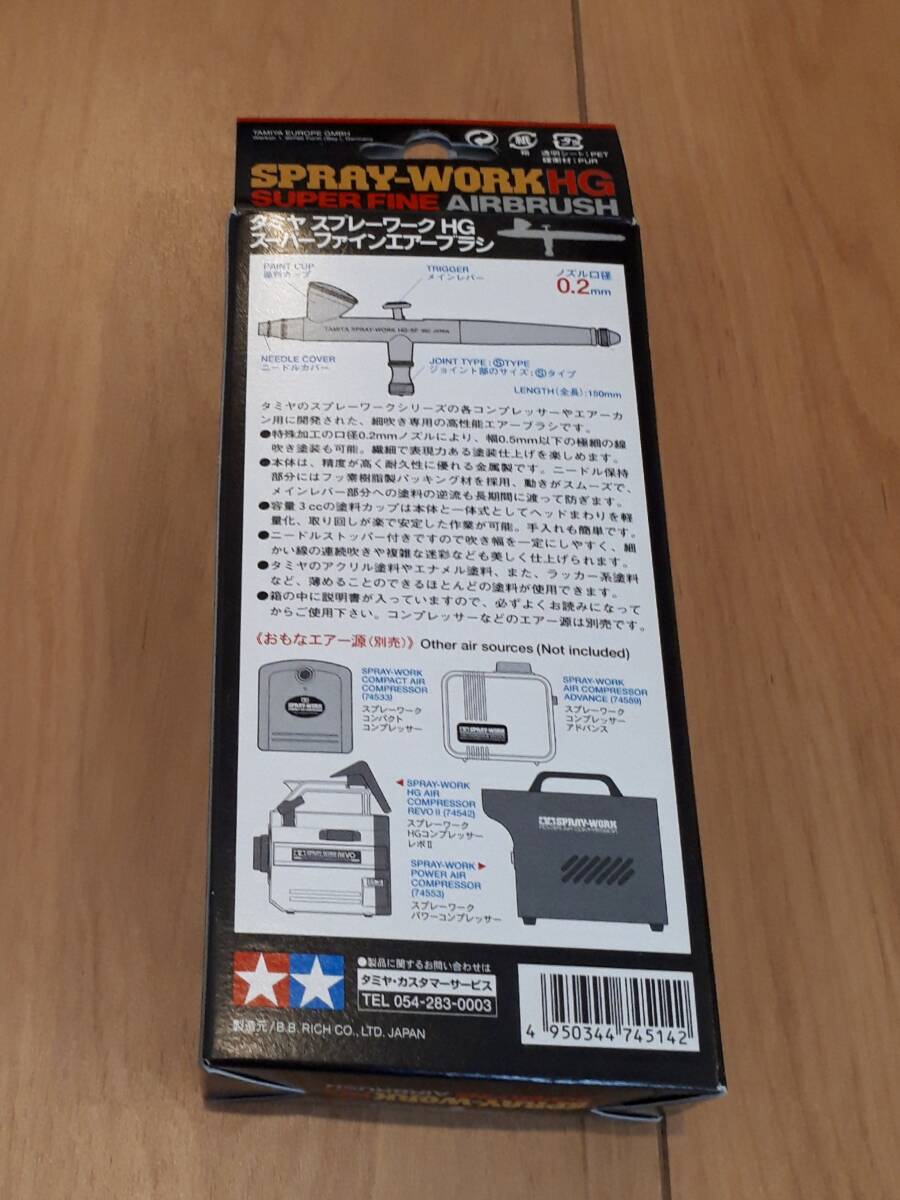 TAMIYA EUROPE GMBH
紙
箱
プラ
透明シート:PET
緩衝材:PUR
SPRAY-WORK HG
SUPER FINE AIRBRUSH
タミヤ スプレーワーク HG
スーパーファインエアーブラシ
PAINT CUP
塗料カップ
TRIGGER
メインレバー
ノズル口径
0.2mm
TAMIYA SPRAY-WORK HG-SF
NEEDLE COVER
ニードルカバー
JOINT TYPE:ⓈTYPE
ジョイント部のサイズ:Ⓢタイプ
LENGTH(全長):150mm
タミヤのスプレーワークシリーズの各コンプレッサーやエアーカ
ン用に開発された、細吹き専用の高性能エアーブラシです。
●特殊加工の口径0.2mmノズルにより、幅0.5mm以下の極細の線
吹き塗装も可能。繊細で表現力ある塗装仕上げを楽しめます。
●本体は、精度が高く耐久性に優れる金属製です。ニードル保持
部分にはフッ素樹脂製パッキング材を採用、動きがスムーズで、
メインレバー部分への塗料の逆流も長期間に渡って防ぎます。
●容量3ccの塗料カップは本体と一体式としてヘッドまわりを軽
量化、取り回しが楽で安定した作業が可能。手入れも簡単です。
●ニードルストッパー付きですので吹き幅を一定にしやすく、細
かい線の連続吹きや複雑な迷彩なども美しく仕上げられます。
●タミヤのアクリル塗料やエナメル塗料、また、ラッカー系塗料
など、薄めることのできるほとんどの塗料が使用できます。
●箱の中に説明書が入っていますので、必ずよくお読みになって
からご使用下さい。コンプレッサーなどのエアー源は別売です。
《おもなエアー源(別売)》 Other air sources (Not included)
SPRAY-WORK
COMPACT AIR
COMPRESSOR
(74533)
スプレーワーク
コンパクト
コンプレッサー
SPRAY-WORK
SPRAY-WORK
AIR COMPRESSOR
ADVANCE (74559)
スプレーワーク
コンプレッサー
アドバンス
◀ SPRAY-WORK
HG AIR
COMPRESSOR
REVO II (74542)
スプレーワーク
HGコンプレッサー
レボⅡ
SPRAY-WORK REVO
SPRAY-WORK ▶
POWER AIR
COMPRESSOR
(74553)
スプレーワーク
パワーコンプレッサー
SPRAY-WORK
POWER AIR COMPRESSOR
●製品に関するお問い合わせは
タミヤ・カスタマーサービス
TEL 054-283-0003
製造元/B.B. RICH CO., LTD. JAPAN
4 950344 745142
SPRAY-WORK HG
AIRBRUSH